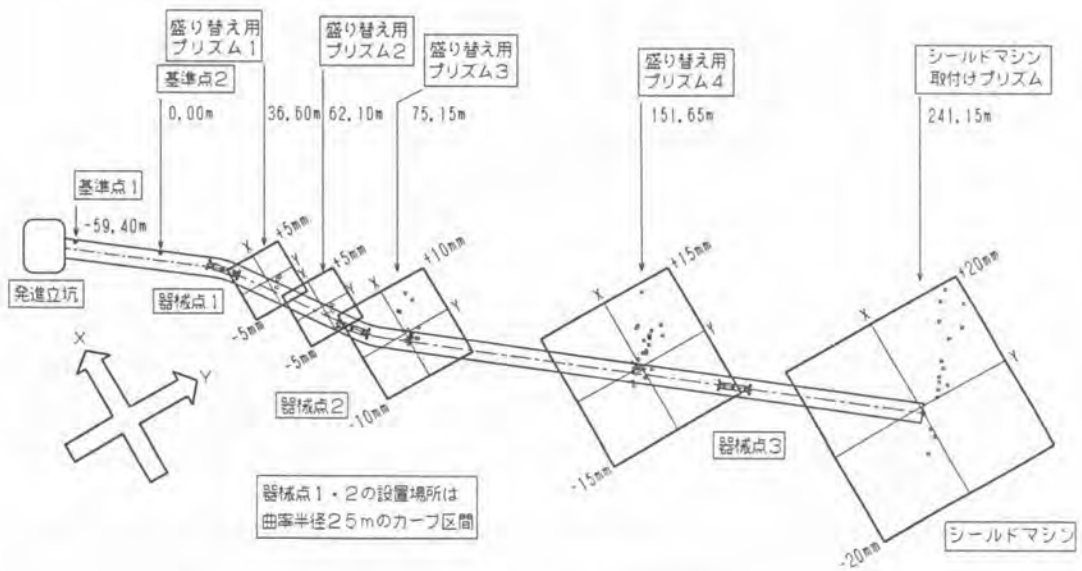 盛り替え用
プリズム1
盛り替え用
プリズム2
盛り替え用
プリズム3
盛り替え用
プリズム4
シールドマシン
取付けプリズム
基準点2
0.00m
36.60m
62.10m
75.15m
151.65m
241.15m
基準点1
-59.40m
発進立坑
X
Y
+5mm
-5mm
X
Y
+5mm
-5mm
X
Y
+10mm
-10mm
X
Y
+15mm
-15mm
X
Y
+20mm
-20mm
器械点1
器械点2
器械点3
X
Y
器械点1・2の設置場所は
曲率半径25mのカーブ区間
シールドマシン